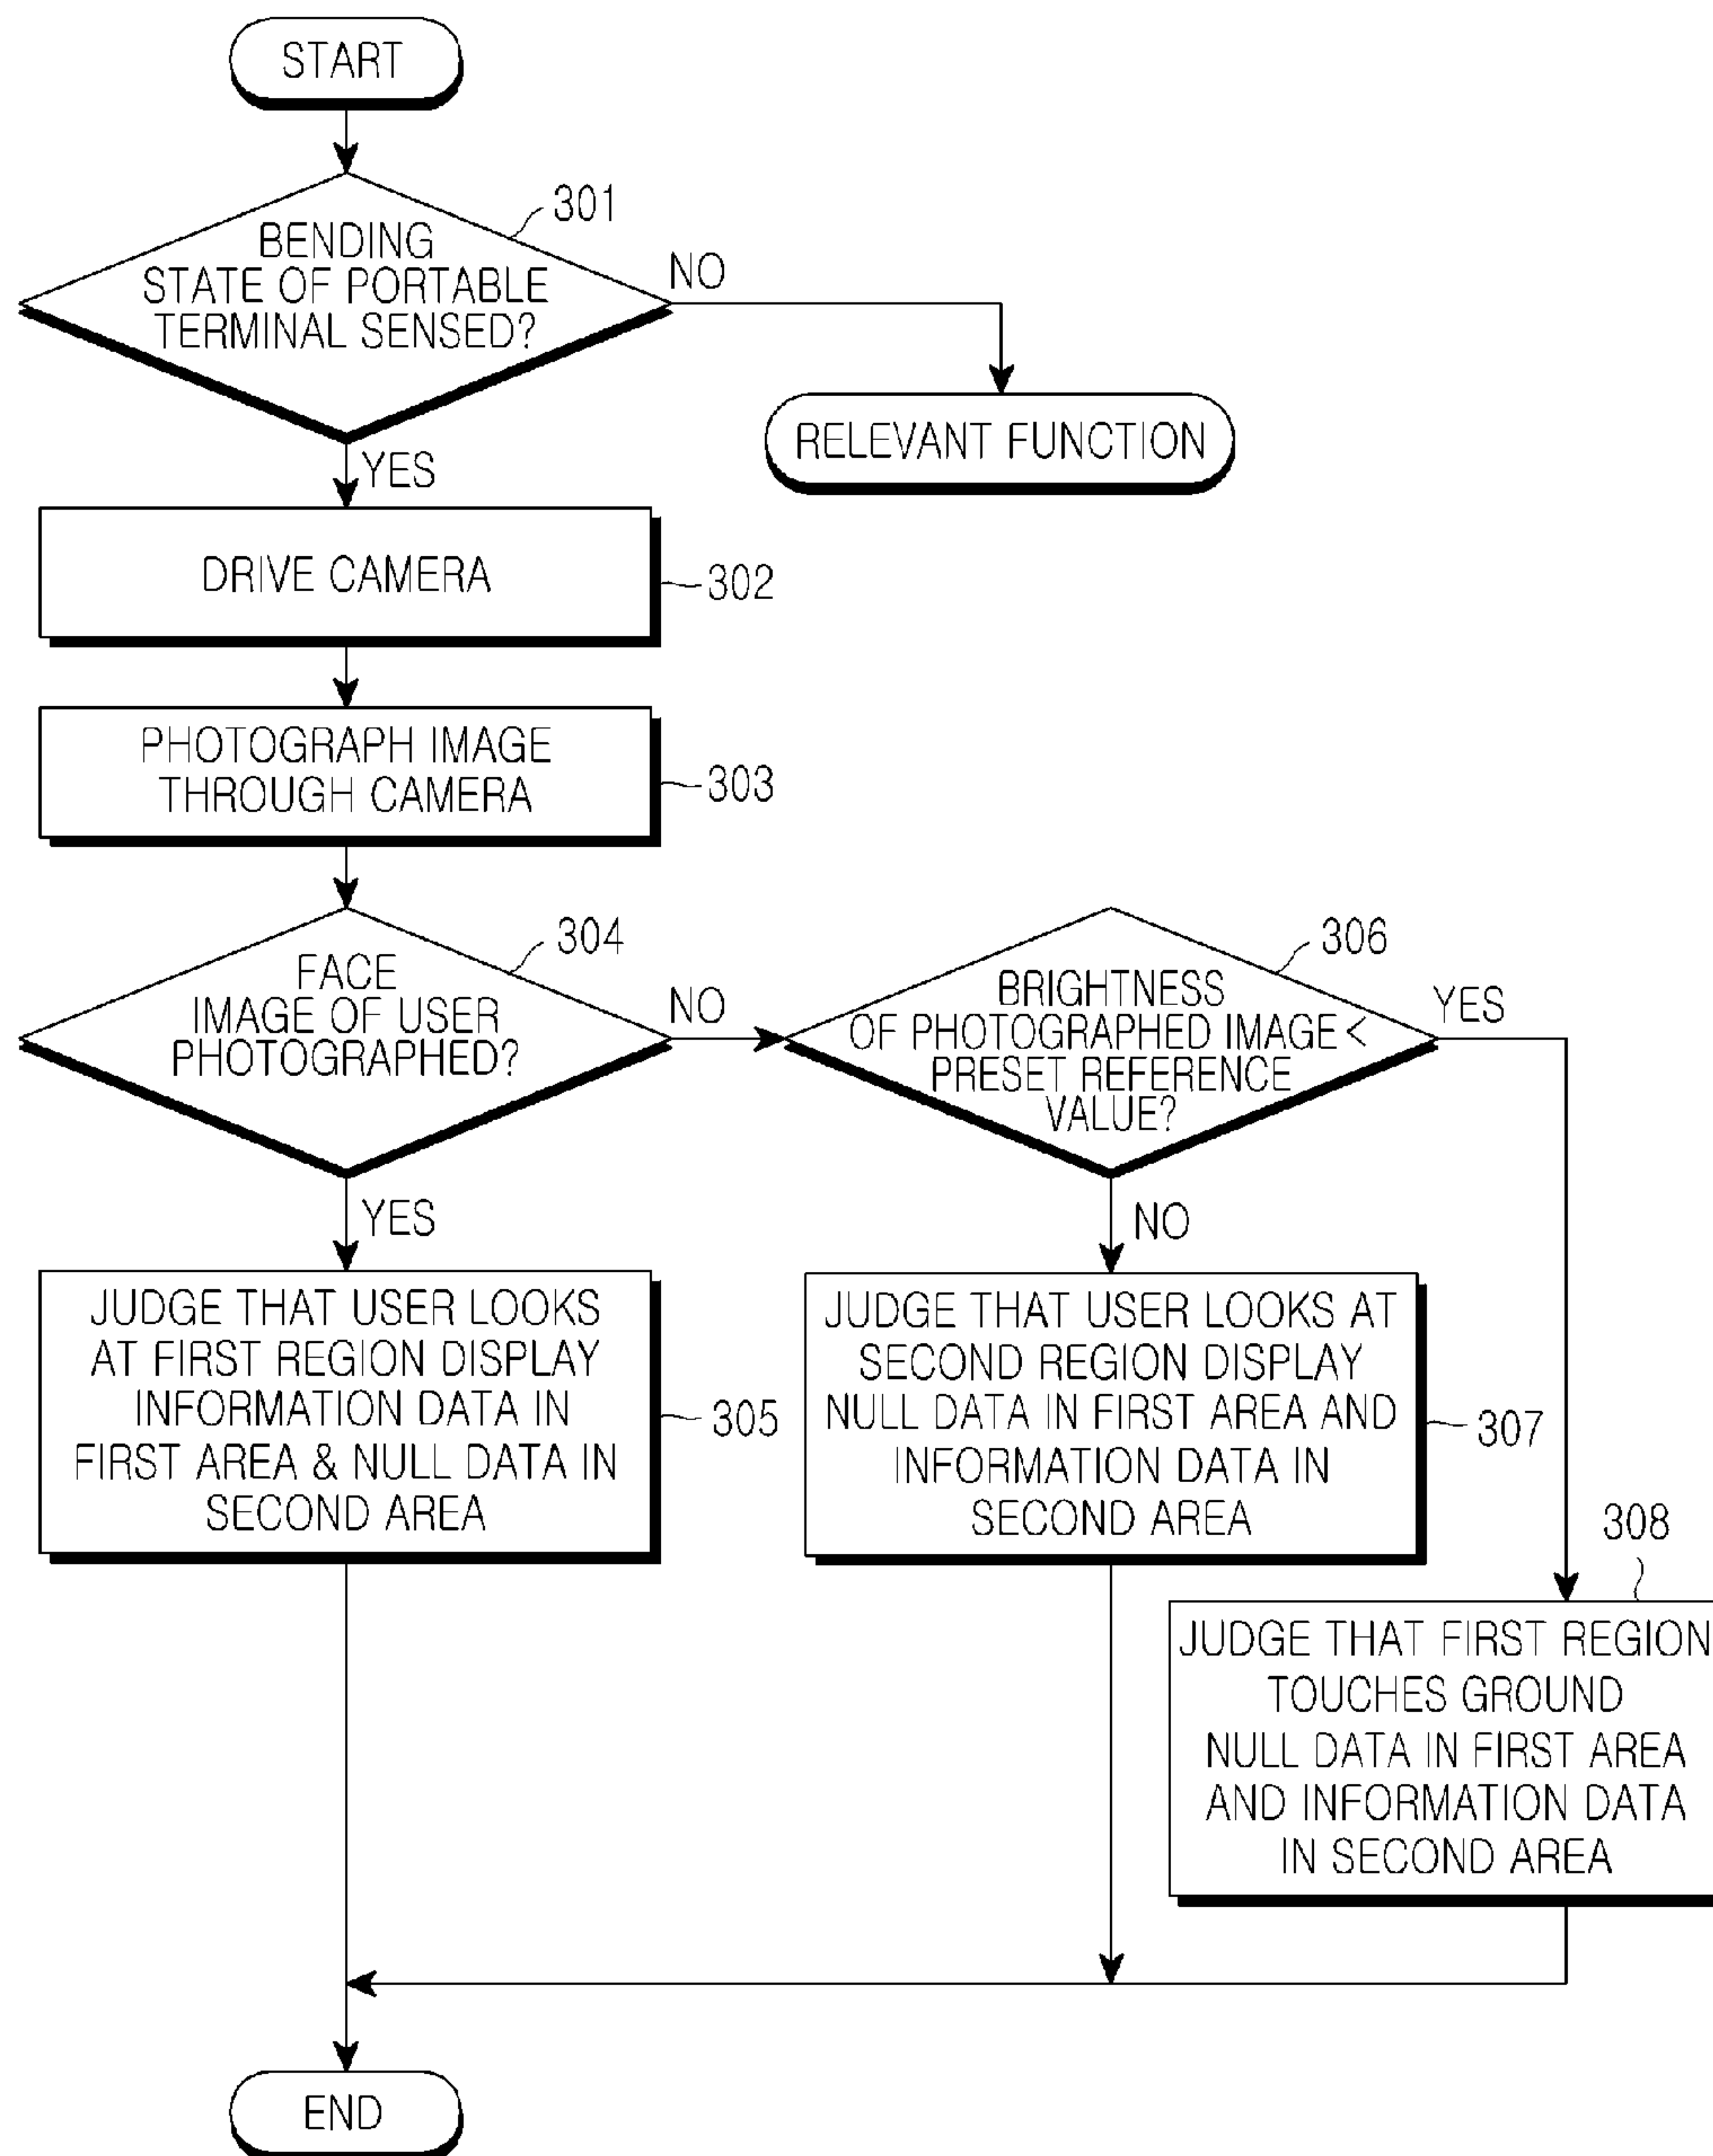 START
301
BENDING
STATE OF PORTABLE
TERMINAL SENSED?
NO
RELEVANT FUNCTION
YES
DRIVE CAMERA
302
PHOTOGRAPH IMAGE
THROUGH CAMERA
303
304
FACE
IMAGE OF USER
PHOTOGRAPHED?
NO
306
BRIGHTNESS
OF PHOTOGRAPHED IMAGE <
PRESET REFERENCE
VALUE?
YES
YES
NO
JUDGE THAT USER LOOKS
AT FIRST REGION DISPLAY
INFORMATION DATA IN
FIRST AREA & NULL DATA IN
SECOND AREA
305
JUDGE THAT USER LOOKS AT
SECOND REGION DISPLAY
NULL DATA IN FIRST AREA AND
INFORMATION DATA IN
SECOND AREA
307
308
JUDGE THAT FIRST REGION
TOUCHES GROUND
NULL DATA IN FIRST AREA
AND INFORMATION DATA
IN SECOND AREA
END